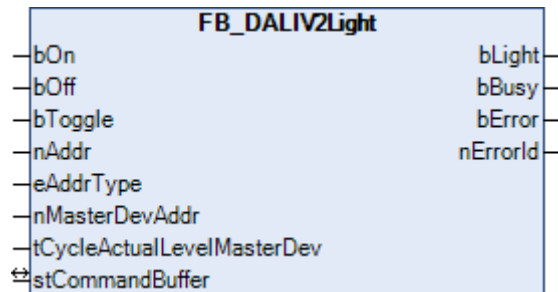 FB_DALIV2Light
bOn bLight
bOff bBusy
bToggle bError
nAddr nErrorId
eAddrType
nMasterDevAddr
tCycleActualLevelMasterDev
stCommandBuffer